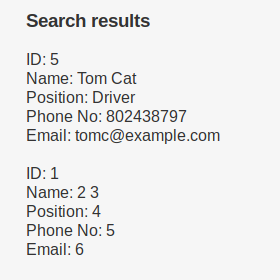 Search results
ID: 5
Name: Tom Cat
Position: Driver
Phone No: 802438797
Email: tomc@example.com
ID: 1
Name: 2 3
Position: 4
Phone No: 5
Email: 6